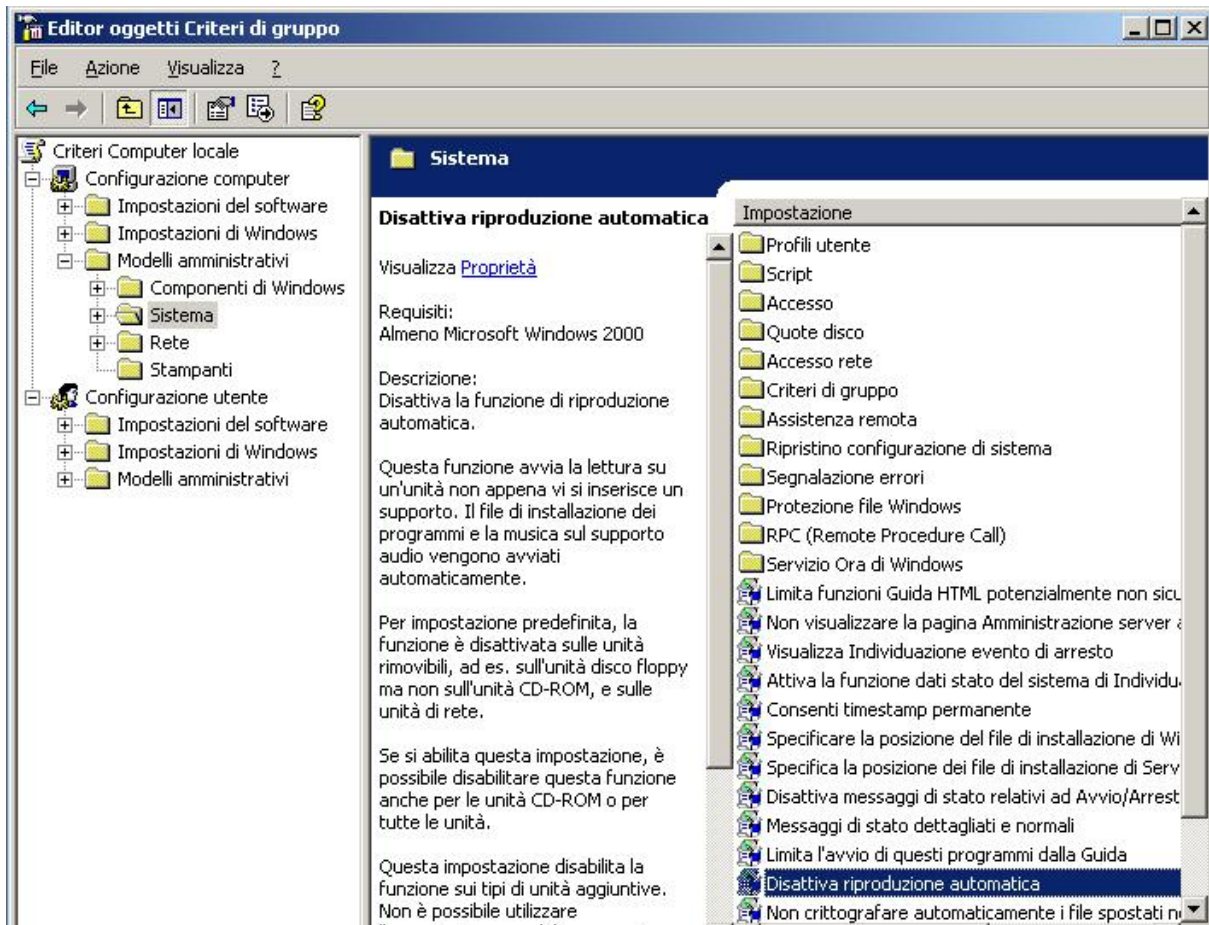 Editor oggetti Criteri di gruppo
File Azione Visualizza ?
Criteri Computer locale
Configurazione computer
Impostazioni del software
Impostazioni di Windows
Modelli amministrativi
Componenti di Windows
Sistema
Rete
Stampanti
Configurazione utente
Impostazioni del software
Impostazioni di Windows
Modelli amministrativi
Sistema
Disattiva riproduzione automatica
Visualizza Proprietà
Requisiti:
Almeno Microsoft Windows 2000
Descrizione:
Disattiva la funzione di riproduzione
automatica.
Questa funzione avvia la lettura su
un'unità non appena vi si inserisce un
supporto. Il file di installazione dei
programmi e la musica sul supporto
audio vengono avviati
automaticamente.
Per impostazione predefinita, la
funzione è disattivata sulle unità
rimovibili, ad es. sull'unità disco floppy
ma non sull'unità CD-ROM, e sulle
unità di rete.
Se si abilita questa impostazione, è
possibile disabilitare questa funzione
anche per le unità CD-ROM o per
tutte le unità.
Questa impostazione disabilita la
funzione sui tipi di unità aggiuntive.
Non è possibile utilizzare
Impostazione
Profili utente
Script
Accesso
Quote disco
Accesso rete
Criteri di gruppo
Assistenza remota
Ripristino configurazione di sistema
Segnalazione errori
Protezione file Windows
RPC (Remote Procedure Call)
Servizio Ora di Windows
Limita funzioni Guida HTML potenzialmente non sicu
Non visualizzare la pagina Amministrazione server a
Visualizza Individuazione evento di arresto
Attiva la funzione dati stato del sistema di Individu
Consenti timestamp permanente
Specificare la posizione del file di installazione di Wi
Specifica la posizione dei file di installazione di Serv
Disattiva messaggi di stato relativi ad Avvio/Arrest
Messaggi di stato dettagliati e normali
Limita l'avvio di questi programmi dalla Guida
Disattiva riproduzione automatica
Non crittografare automaticamente i file spostati n